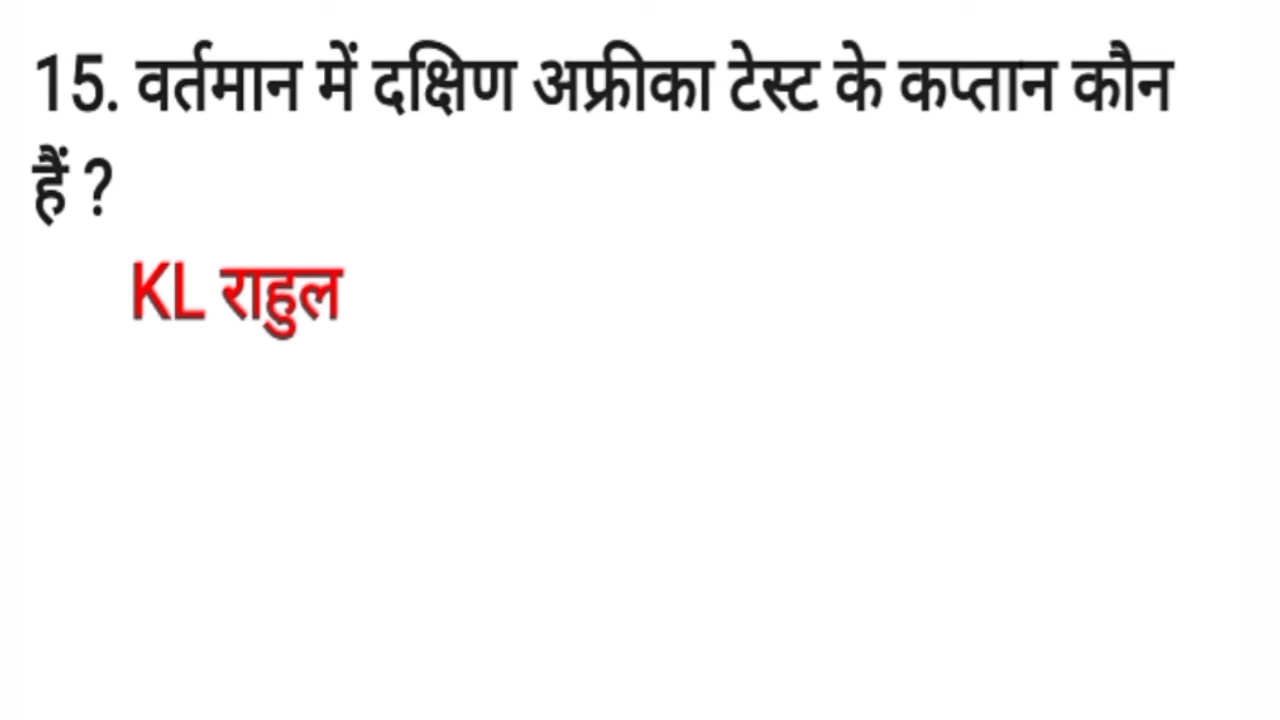 15. वर्तमान में दक्षिण अफ्रीका टेस्ट के कप्तान कौन
हैं ?
KL राहुल